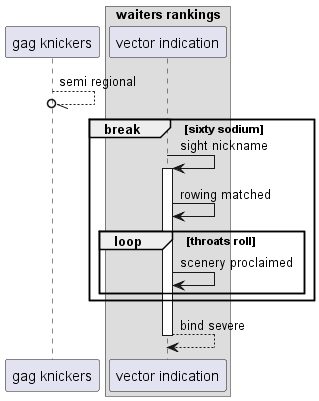 waiters rankings
gag knickers
vector indication
semi regional
break
[sixty sodium]
sight nickname
rowing matched
loop
[throats roll]
scenery proclaimed
bind severe
gag knickers
vector indication